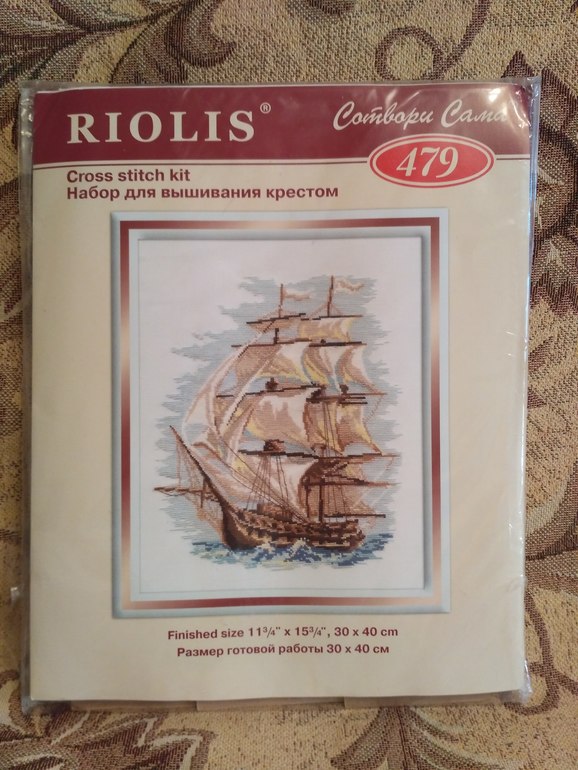 RIOLIS®
Сотвори Сама
479
Cross stitch kit
Набор для вышивания крестом
Finished size 11³/₄" x 15³/₄", 30 x 40 cm
Размер готовой работы 30 x 40 см